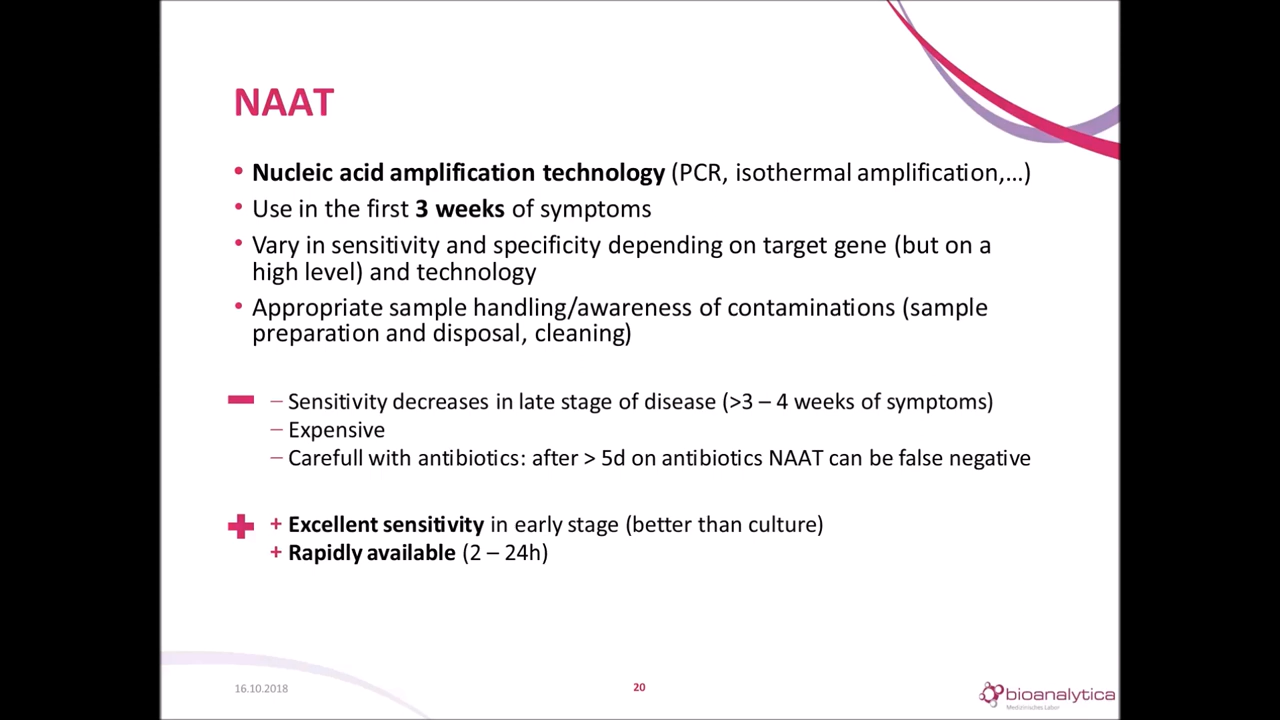 NAAT
• Nucleic acid amplification technology (PCR, isothermal amplification,...)
• Use in the first 3 weeks of symptoms
• Vary in sensitivity and specificity depending on target gene (but on a
high level) and technology
• Appropriate sample handling/awareness of contaminations (sample
preparation and disposal, cleaning)
– Sensitivity decreases in late stage of disease (>3 – 4 weeks of symptoms)
– Expensive
– Carefull with antibiotics: after > 5d on antibiotics NAAT can be false negative
+ Excellent sensitivity in early stage (better than culture)
+ Rapidly available (2 – 24h)
16.10.2018
20
bioanalytica
Medizinisches Labor